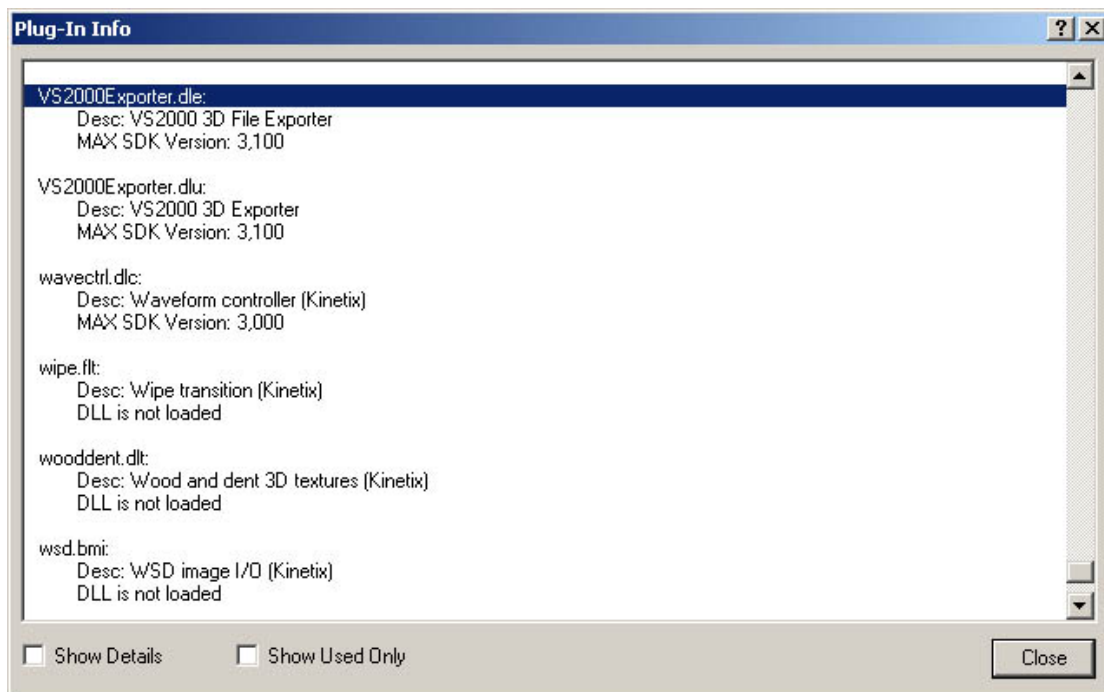 Plug-In Info
VS2000Exporter.dle:
Desc: VS2000 3D File Exporter
MAX SDK Version: 3,100
VS2000Exporter.dlu:
Desc: VS2000 3D Exporter
MAX SDK Version: 3,100
wavectrl.dlc:
Desc: Waveform controller (Kinetix)
MAX SDK Version: 3,000
wipe.flt:
Desc: Wipe transition (Kinetix)
DLL is not loaded
wooddent.dlt:
Desc: Wood and dent 3D textures (Kinetix)
DLL is not loaded
wsd.bmi:
Desc: WSD image I/O (Kinetix)
DLL is not loaded
Show Details Show Used Only Close